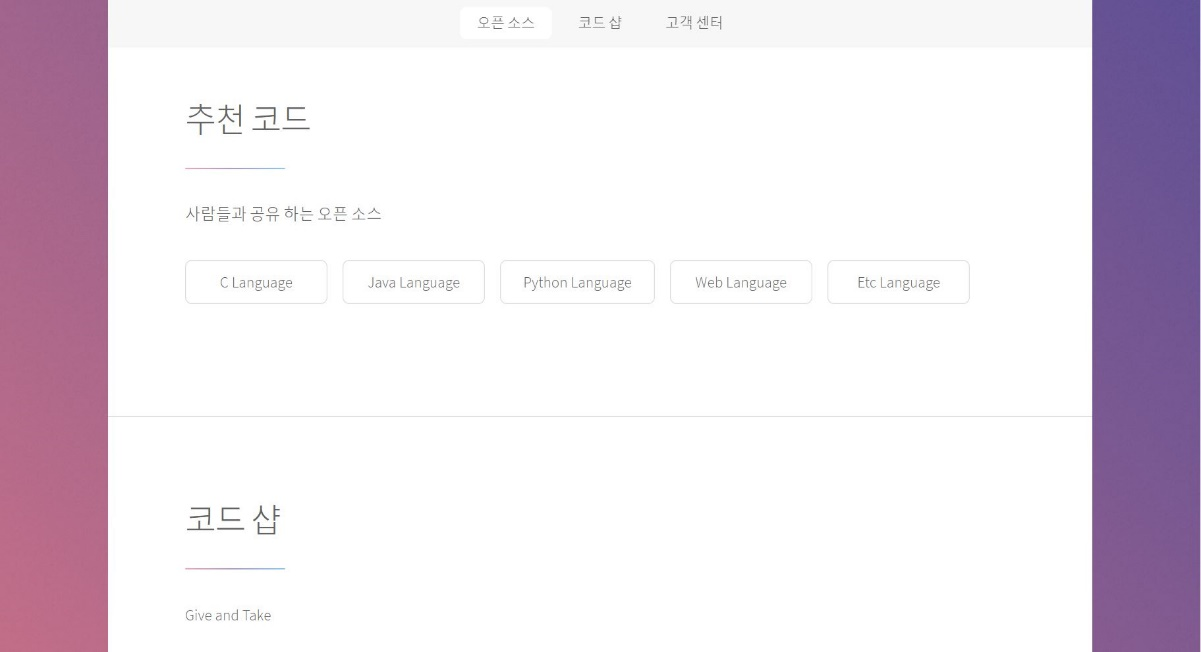 오픈 소스 코드 샵 고객 센터
추천 코드
사람들과 공유 하는 오픈 소스
C Language Java Language Python Language Web Language Etc Language
코드 샵
Give and Take